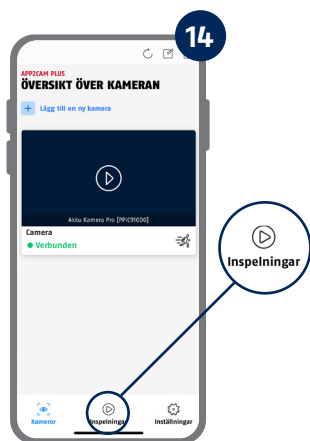 14
APP2CAM PLUS
ÖVERSIKT ÖVER KAMERAN
+ Lägg till en ny kamera
Akku Kamera Pro [PPIC91000]
Camera
Verbunden
Inspelningar
Kameror
Inspelningar
Inställningar